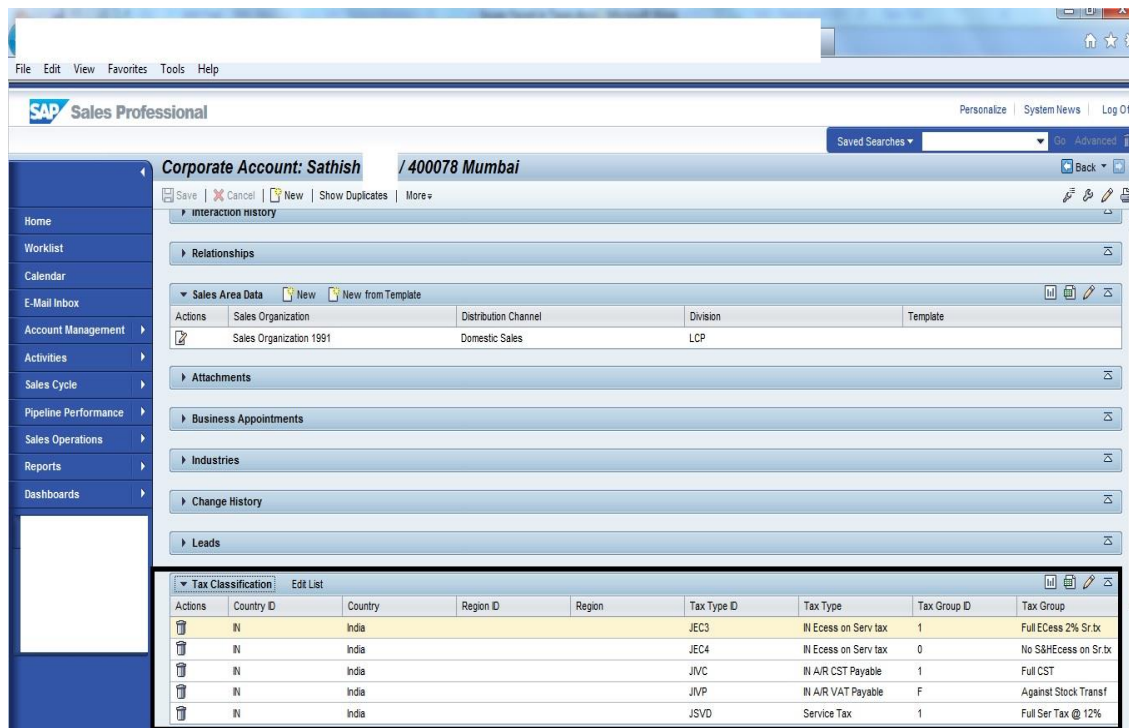 File Edit View Favorites Tools Help
SAP Sales Professional
Personalize System News Log Of
Saved Searches Go Advanced
Corporate Account: Sathish / 400078 Mumbai
Back
Save Cancel New Show Duplicates More
Interaction History
Home
Worklist
Calendar
E-Mail Inbox
Account Management
Activities
Sales Cycle
Pipeline Performance
Sales Operations
Reports
Dashboards
Relationships
Sales Area Data New New from Template
Actions Sales Organization Distribution Channel Division Template
Sales Organization 1991 Domestic Sales LCP
Attachments
Business Appointments
Industries
Change History
Leads
Tax Classification Edit List
Actions Country ID Country Region ID Region Tax Type ID Tax Type Tax Group ID Tax Group
IN India JEC3 IN Ecess on Serv tax 1 Full ECess 2% Sr.tx
IN India JEC4 IN Ecess on Serv tax 0 No S&HEcess on Sr.tx
IN India JIVC IN A/R CST Payable 1 Full CST
IN India JIVP IN A/R VAT Payable F Against Stock Transf
IN India JSVD Service Tax 1 Full Ser Tax @ 12%